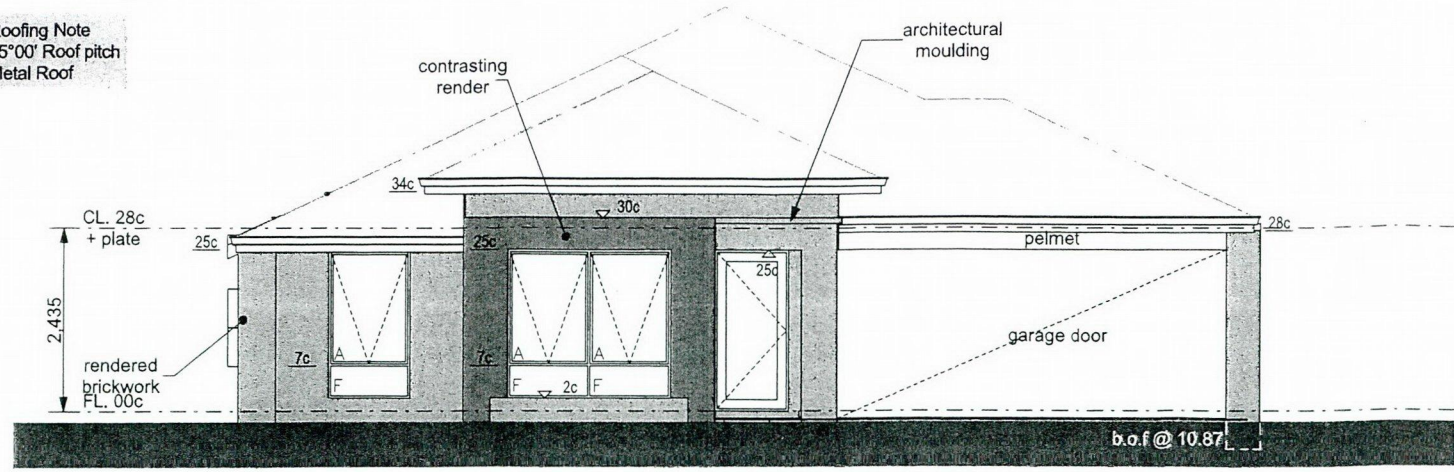 oofing Note
5°00' Roof pitch
etal Roof
contrasting
render
architectural
moulding
34c
30c
CL. 28c
+ plate
25c
25c
28c
pelmet
25c
2,435
garage door
A
A
A
7c
7c
rendered
brickwork
FL. 00c
F
F
F
2c
b.o.f @ 10.87